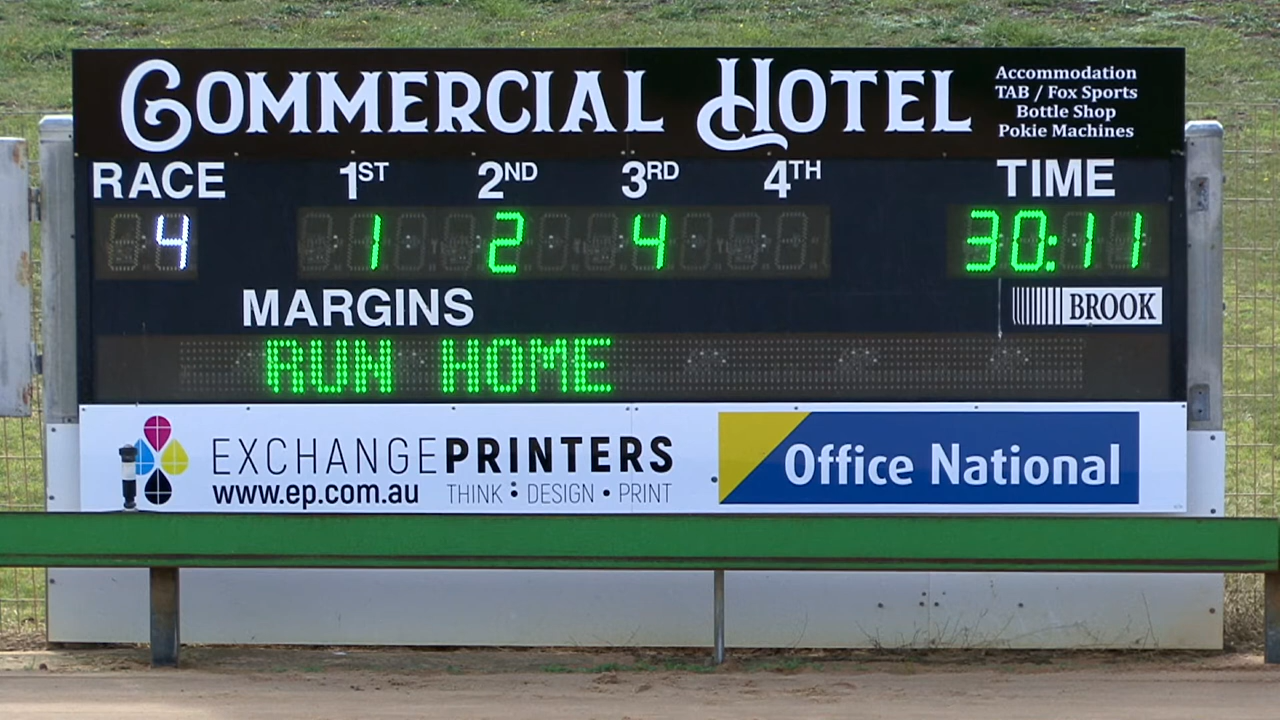 COMMERCIAL HOTEL
Accommodation
TAB / Fox Sports
Bottle Shop
Pokie Machines
RACE 1ST 2ND 3RD 4TH TIME
4 1 2 4 30:11
MARGINS
BROOK
RUN HOME
EXCHANGEPRINTERS
www.ep.com.au THINK • DESIGN • PRINT
Office National